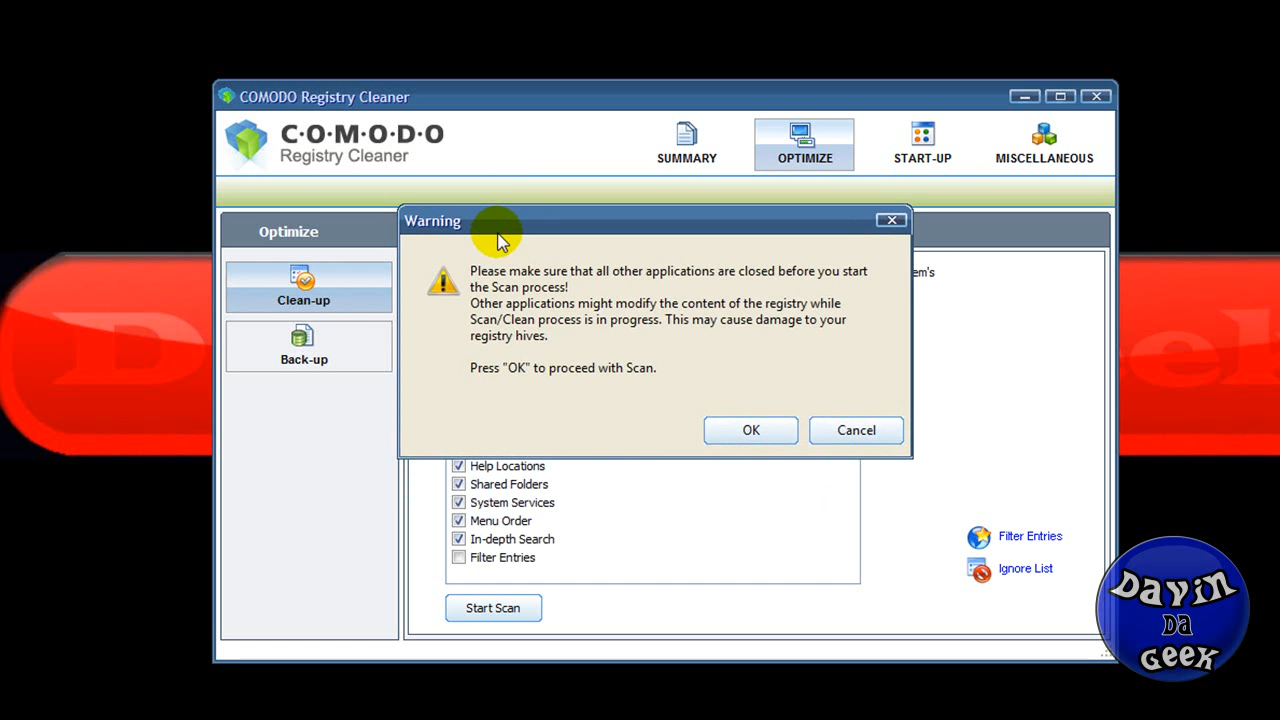 COMODO Registry Cleaner
C·O·M·O·D·O
Registry Cleaner
SUMMARY
OPTIMIZE
START-UP
MISCELLANEOUS
Optimize
Clean-up
Back-up
Warning
Please make sure that all other applications are closed before you start
the Scan process!
Other applications might modify the content of the registry while
Scan/Clean process is in progress. This may cause damage to your
registry hives.
Press "OK" to proceed with Scan.
OK
Cancel
em's
Help Locations
Shared Folders
System Services
Menu Order
In-depth Search
Filter Entries
Start Scan
Filter Entries
Ignore List
Davin
Da
Geek